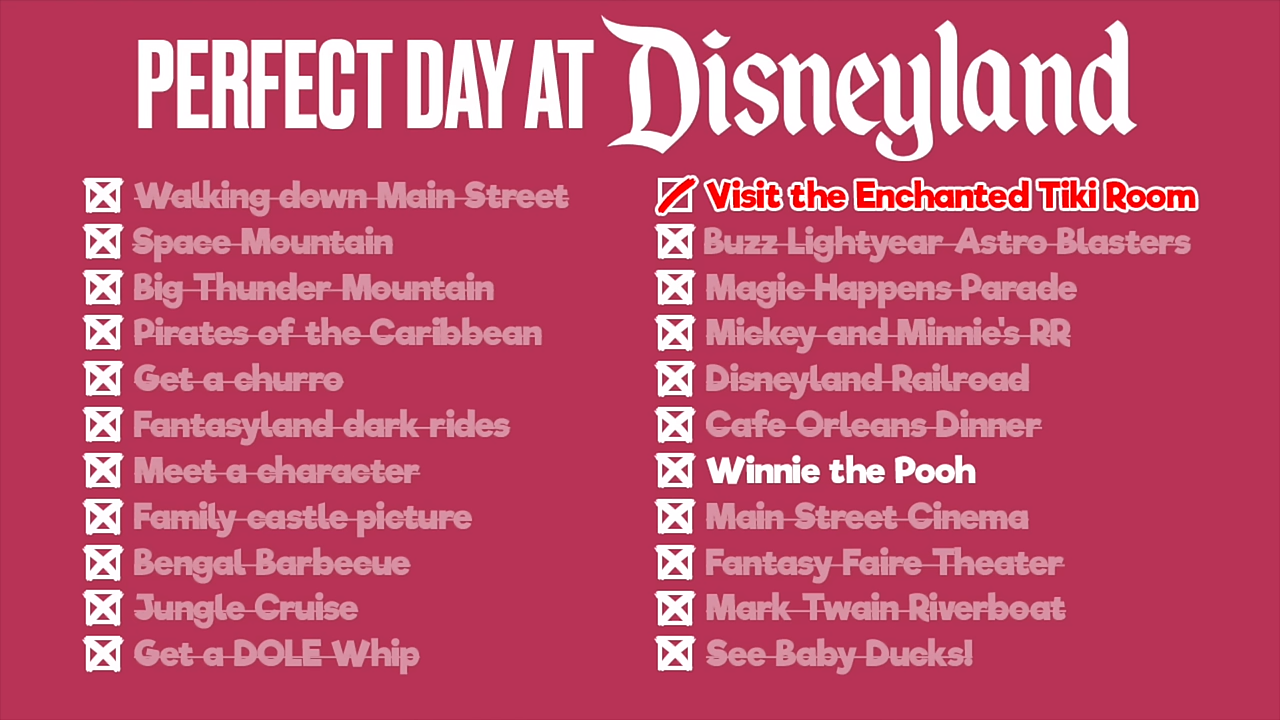 PERFECT DAY AT Disneyland
Walking down Main Street
Space Mountain
Big Thunder Mountain
Pirates of the Caribbean
Get a churro
Fantasyland dark rides
Meet a character
Family castle picture
Bengal Barbecue
Jungle Cruise
Get a DOLE Whip
Visit the Enchanted Tiki Room
Buzz Lightyear Astro Blasters
Magic Happens Parade
Mickey and Minnie's RR
Disneyland Railroad
Cafe Orleans Dinner
Winnie the Pooh
Main Street Cinema
Fantasy Faire Theater
Mark Twain Riverboat
See Baby Ducks!